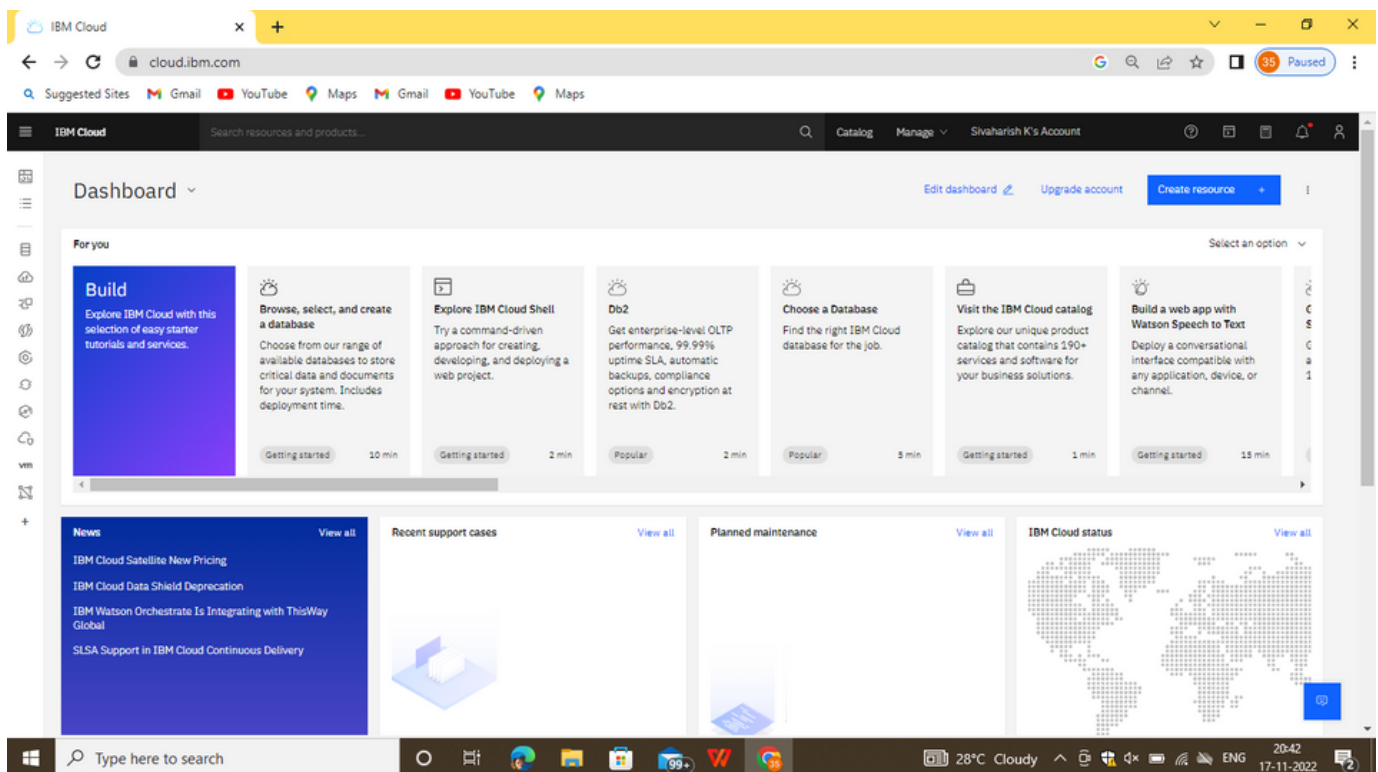 IBM Cloud
cloud.ibm.com
35 Paused
Suggested Sites Gmail YouTube Maps Gmail YouTube Maps
IBM Cloud Search resources and products... Catalog Manage Sivaharish K's Account
Dashboard Edit dashboard Upgrade account Create resource +
For you Select an option
Build
Explore IBM Cloud with this
selection of easy starter
tutorials and services.
Browse, select, and create
a database
Choose from our range of
available databases to store
critical data and documents
for your system. Includes
deployment time.
Getting started 10 min
Explore IBM Cloud Shell
Try a command-driven
approach for creating,
developing, and deploying a
web project.
Getting started 2 min
Db2
Get enterprise-level OLTP
performance, 99.99%
uptime SLA, automatic
backups, compliance
options and encryption at
rest with Db2.
Popular 2 min
Choose a Database
Find the right IBM Cloud
database for the job.
Popular 5 min
Visit the IBM Cloud catalog
Explore our unique product
catalog that contains 190+
services and software for
your business solutions.
Getting started 1 min
Build a web app with
Watson Speech to Text
Deploy a conversational
interface compatible with
any application, device, or
channel.
Getting started 15 min
vm
News View all
IBM Cloud Satellite New Pricing
IBM Cloud Data Shield Deprecation
IBM Watson Orchestrate Is Integrating with ThisWay
Global
SLSA Support in IBM Cloud Continuous Delivery
Recent support cases View all
Planned maintenance View all
IBM Cloud status View all
Type here to search
99+
35
28°C Cloudy ENG
20:42
17-11-2022
2